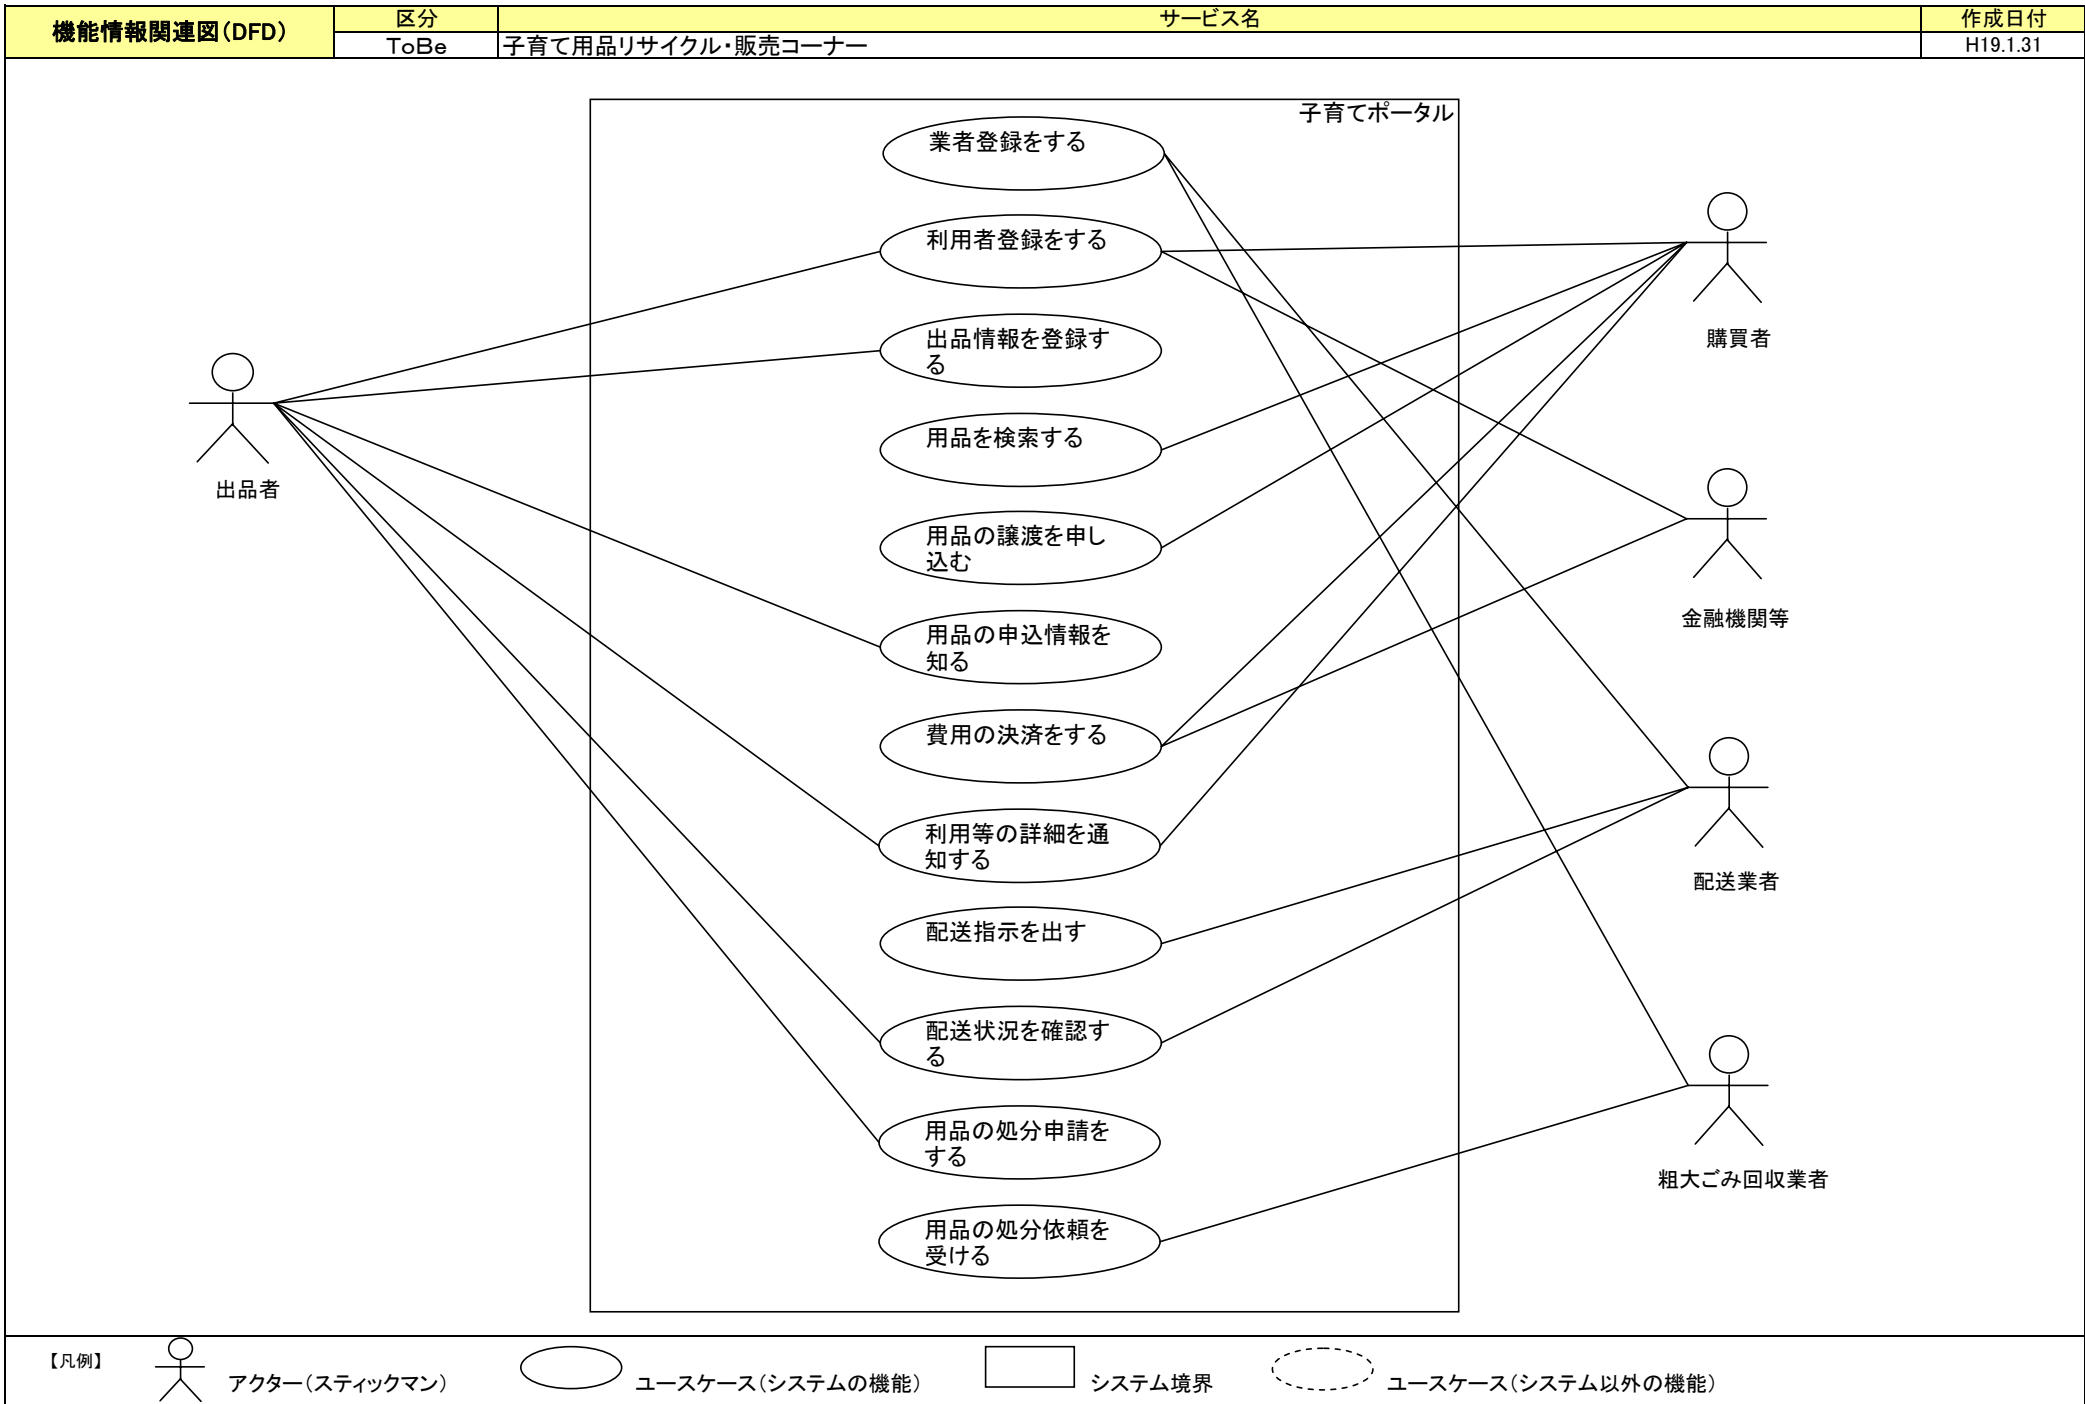 機能情報関連図(DFD)
区分
サービス名
作成日付
ToBe
子育て用品リサイクル・販売コーナー
H19.1.31
子育てポータル
業者登録をする
利用者登録をする
出品情報を登録す
る
用品を検索する
用品の譲渡を申し
込む
用品の申込情報を
知る
費用の決済をする
利用等の詳細を通
知する
配送指示を出す
配送状況を確認す
る
用品の処分申請を
する
用品の処分依頼を
受ける
出品者
購買者
金融機関等
配送業者
粗大ごみ回収業者
【凡例】
アクター(スティックマン)
ユースケース(システムの機能)
システム境界
ユースケース(システム以外の機能)